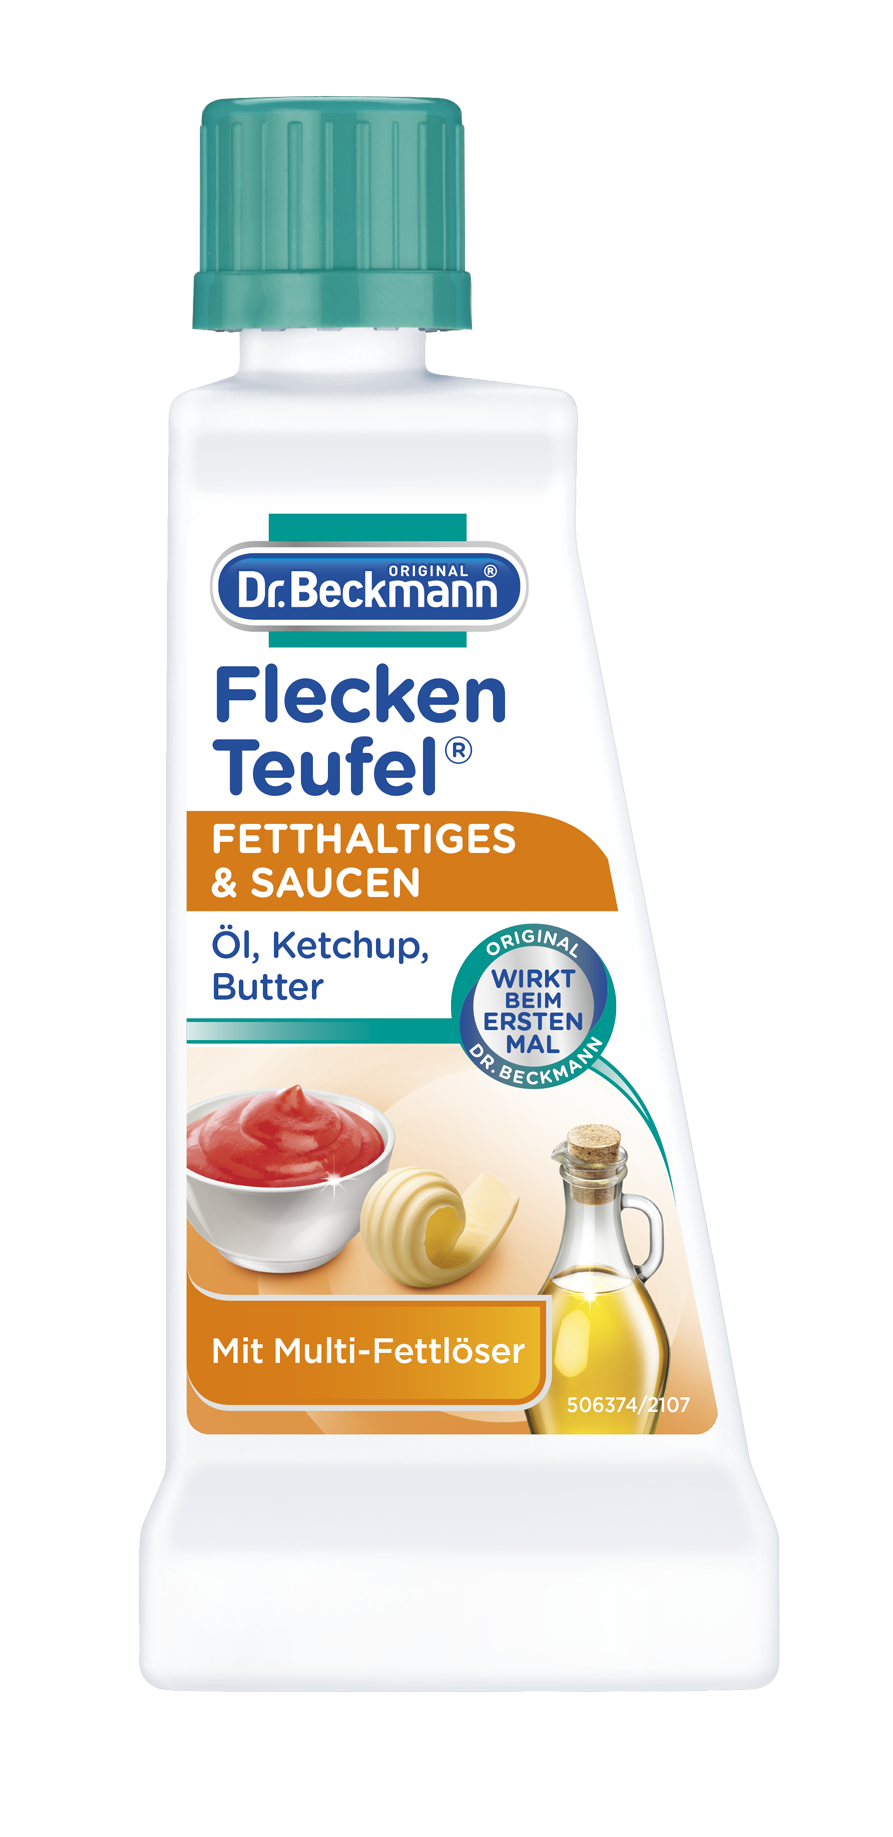 ORIGINAL ®
Dr.Beckmann
Flecken
Teufel®
FETTHALTIGES
& SAUCEN
Öl, Ketchup,
Butter
ORIGINAL
WIRKT
BEIM
ERSTEN
MAL
DR. BECKMANN
Mit Multi-Fettlöser
506374/2107